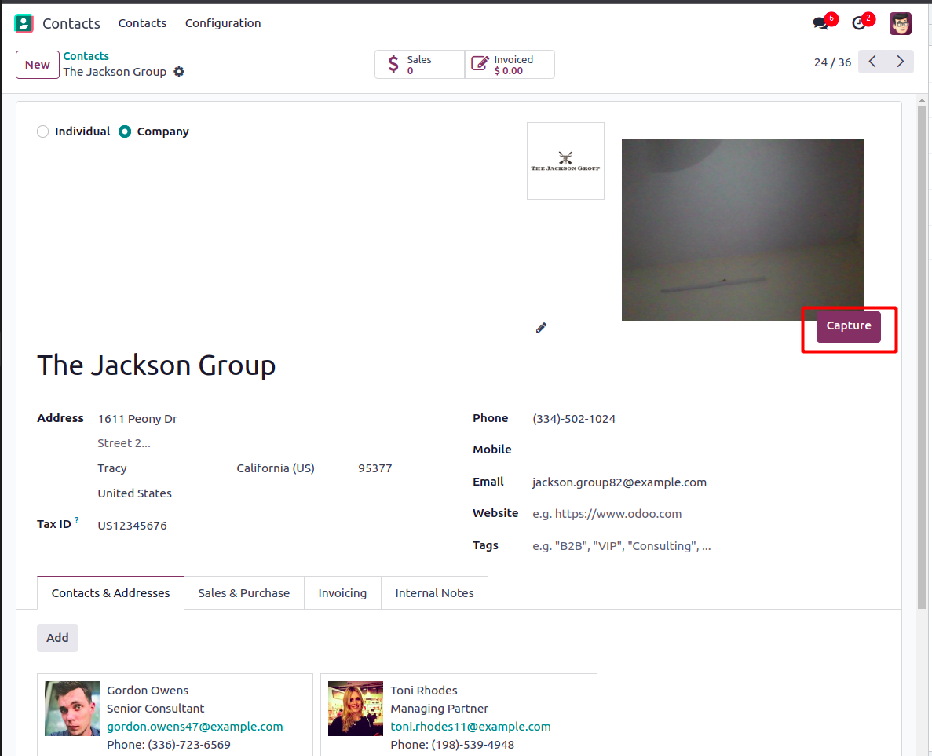 Contacts Contacts Configuration 6 2
New Contacts
The Jackson Group
$ Sales 0
Invoiced $ 0.00
24 / 36
Individual Company
THE JACKSON GROUP
Capture
The Jackson Group
Address 1611 Peony Dr
Street 2...
Tracy California (US) 95377
United States
Tax ID ? US12345676
Phone (334)-502-1024
Mobile
Email jackson.group82@example.com
Website e.g. https://www.odoo.com
Tags e.g. "B2B", "VIP", "Consulting", ...
Contacts & Addresses Sales & Purchase Invoicing Internal Notes
Add
Gordon Owens
Senior Consultant
gordon.owens47@example.com
Phone: (336)-723-6569
Toni Rhodes
Managing Partner
toni.rhodes11@example.com
Phone: (198)-539-4948